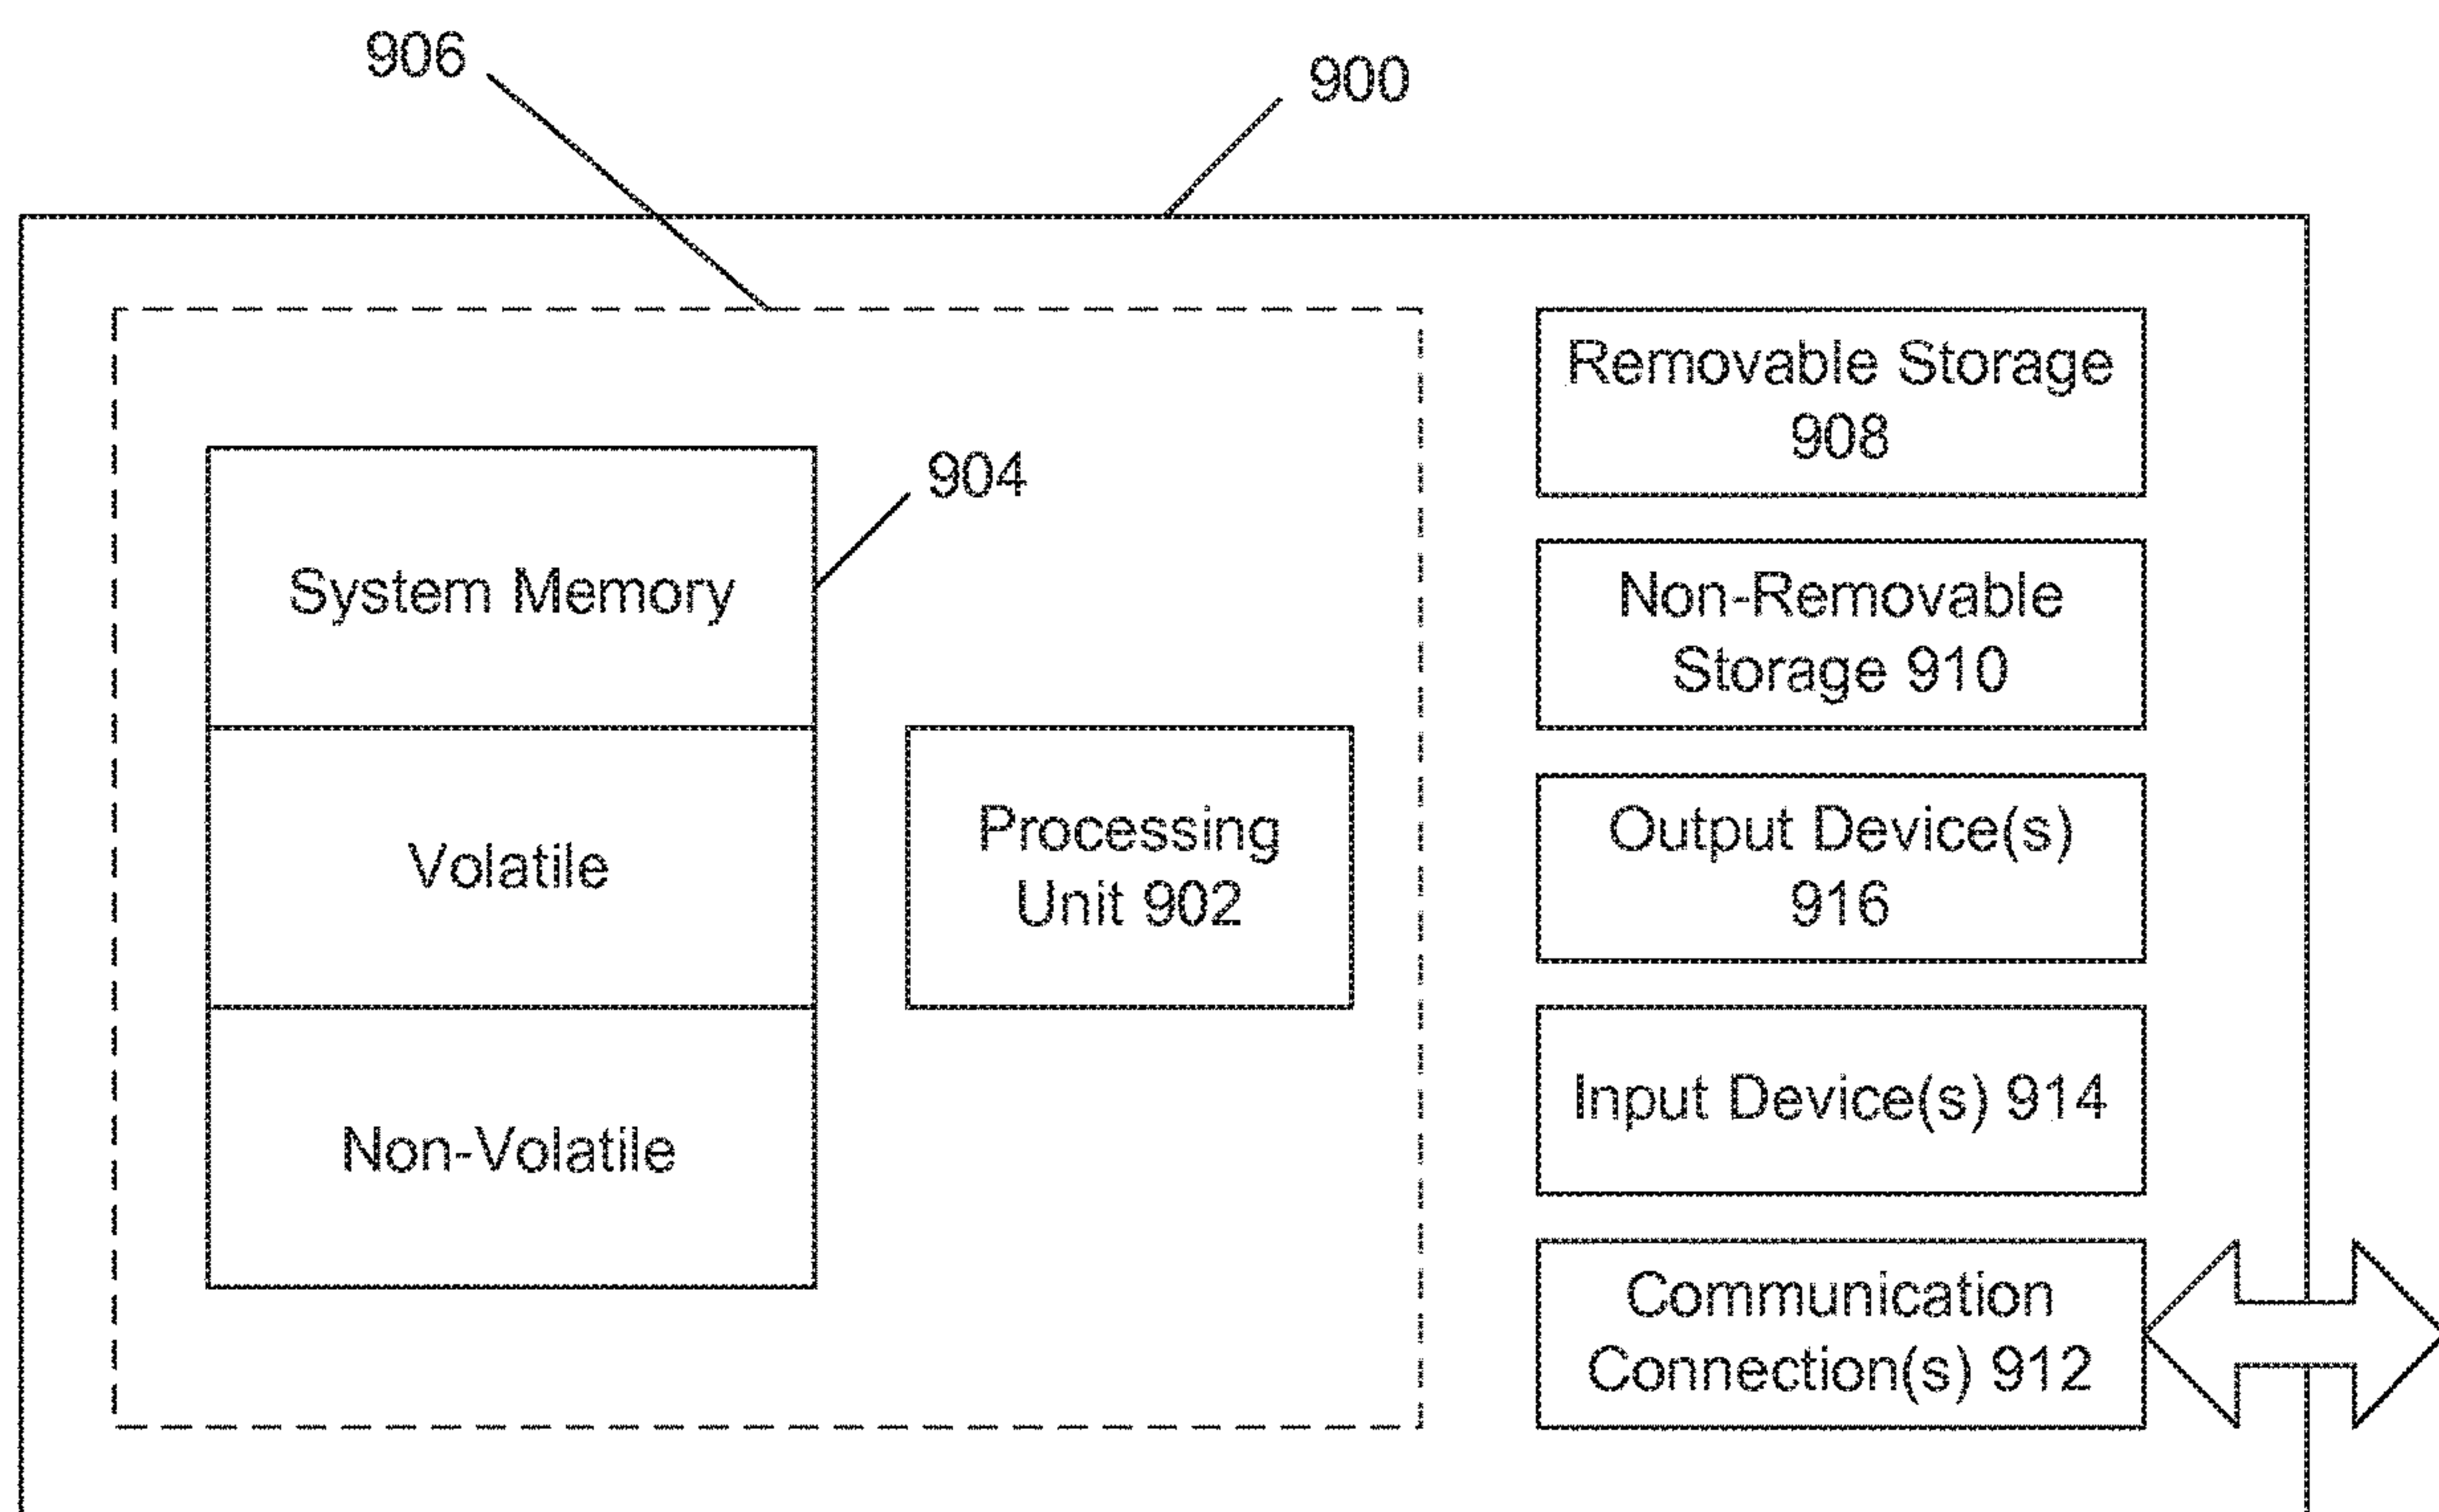 906
900
904
System Memory
Volatile
Non-Volatile
Processing
Unit 902
Removable Storage
908
Non-Removable
Storage 910
Output Device(s)
916
Input Device(s) 914
Communication
Connection(s) 912